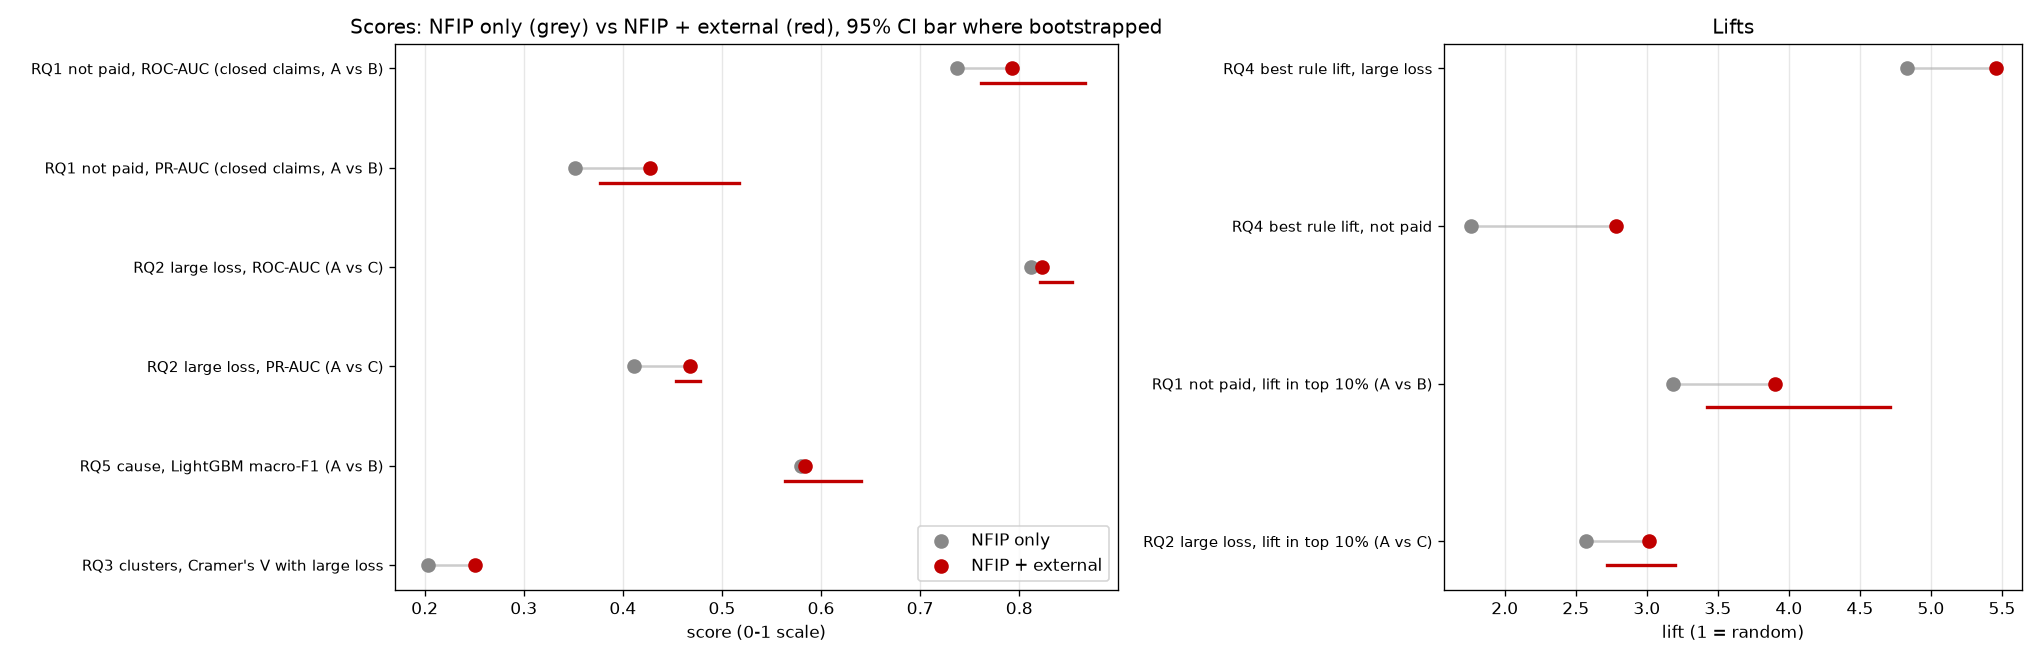 Scores: NFIP only (grey) vs NFIP + external (red), 95% CI bar where bootstrapped
RQ1 not paid, ROC-AUC (closed claims, A vs B)
RQ1 not paid, PR-AUC (closed claims, A vs B)
RQ2 large loss, ROC-AUC (A vs C)
RQ2 large loss, PR-AUC (A vs C)
RQ5 cause, LightGBM macro-F1 (A vs B)
RQ3 clusters, Cramer's V with large loss
NFIP only
NFIP + external
0.2 0.3 0.4 0.5 0.6 0.7 0.8
score (0-1 scale)
Lifts
RQ4 best rule lift, large loss
RQ4 best rule lift, not paid
RQ1 not paid, lift in top 10% (A vs B)
RQ2 large loss, lift in top 10% (A vs C)
2.0 2.5 3.0 3.5 4.0 4.5 5.0 5.5
lift (1 = random)